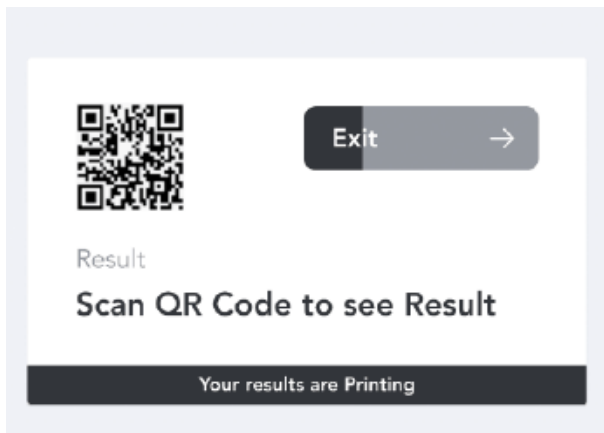 Exit
Result
Scan QR Code to see Result
Your results are Printing